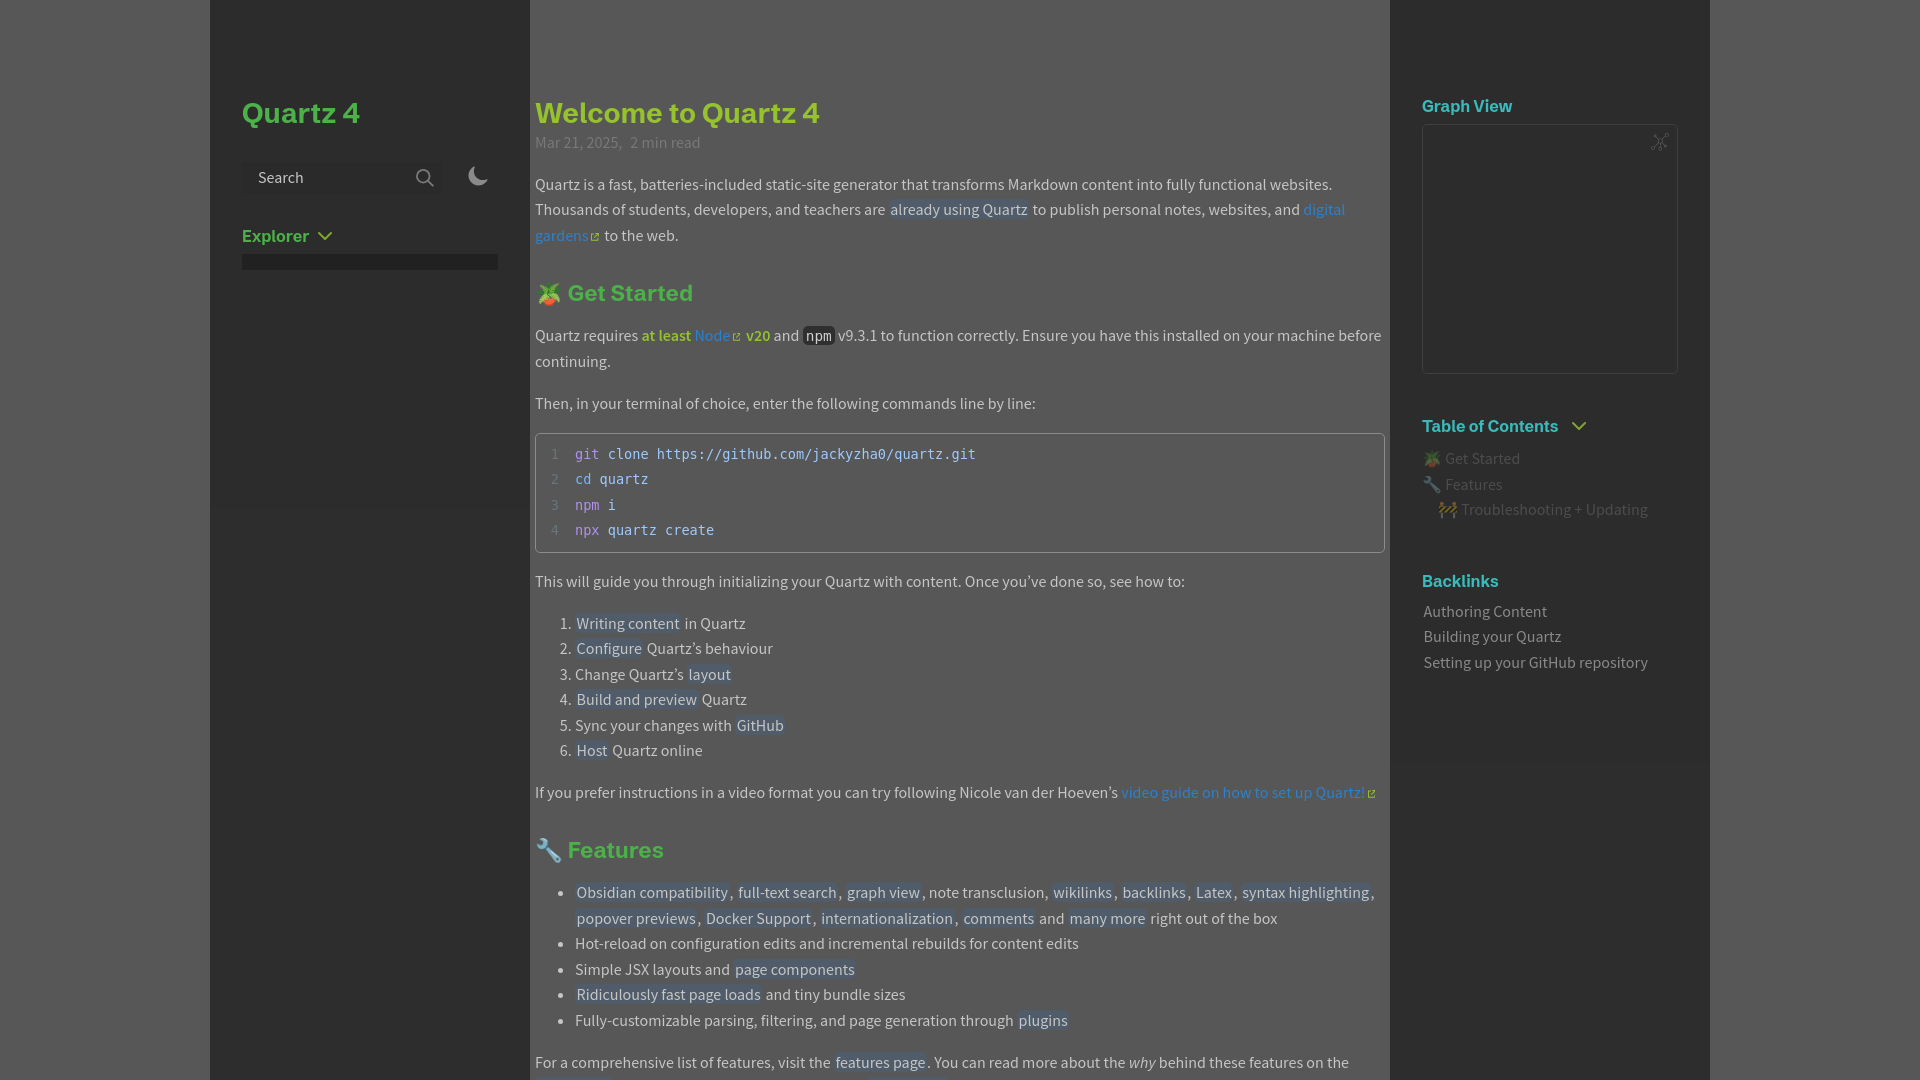 Quartz 4
Search
Explorer
Welcome to Quartz 4
Mar 21, 2025, 2 min read
Quartz is a fast, batteries-included static-site generator that transforms Markdown content into fully functional websites.
Thousands of students, developers, and teachers are already using Quartz to publish personal notes, websites, and digital
gardens to the web.
🪴 Get Started
Quartz requires at least Node v20 and npm v9.3.1 to function correctly. Ensure you have this installed on your machine before
continuing.
Then, in your terminal of choice, enter the following commands line by line:
1 git clone https://github.com/jackyzha0/quartz.git
2 cd quartz
3 npm i
4 npx quartz create
This will guide you through initializing your Quartz with content. Once you’ve done so, see how to:
1. Writing content in Quartz
2. Configure Quartz’s behaviour
3. Change Quartz’s layout
4. Build and preview Quartz
5. Sync your changes with GitHub
6. Host Quartz online
If you prefer instructions in a video format you can try following Nicole van der Hoeven’s video guide on how to set up Quartz!
🔧 Features
• Obsidian compatibility, full-text search, graph view, note transclusion, wikilinks, backlinks, Latex, syntax highlighting,
popover previews, Docker Support, internationalization, comments and many more right out of the box
• Hot-reload on configuration edits and incremental rebuilds for content edits
• Simple JSX layouts and page components
• Ridiculously fast page loads and tiny bundle sizes
• Fully-customizable parsing, filtering, and page generation through plugins
For a comprehensive list of features, visit the features page. You can read more about the why behind these features on the
Graph View
Table of Contents
🪴 Get Started
🔧 Features
🚧 Troubleshooting + Updating
Backlinks
Authoring Content
Building your Quartz
Setting up your GitHub repository